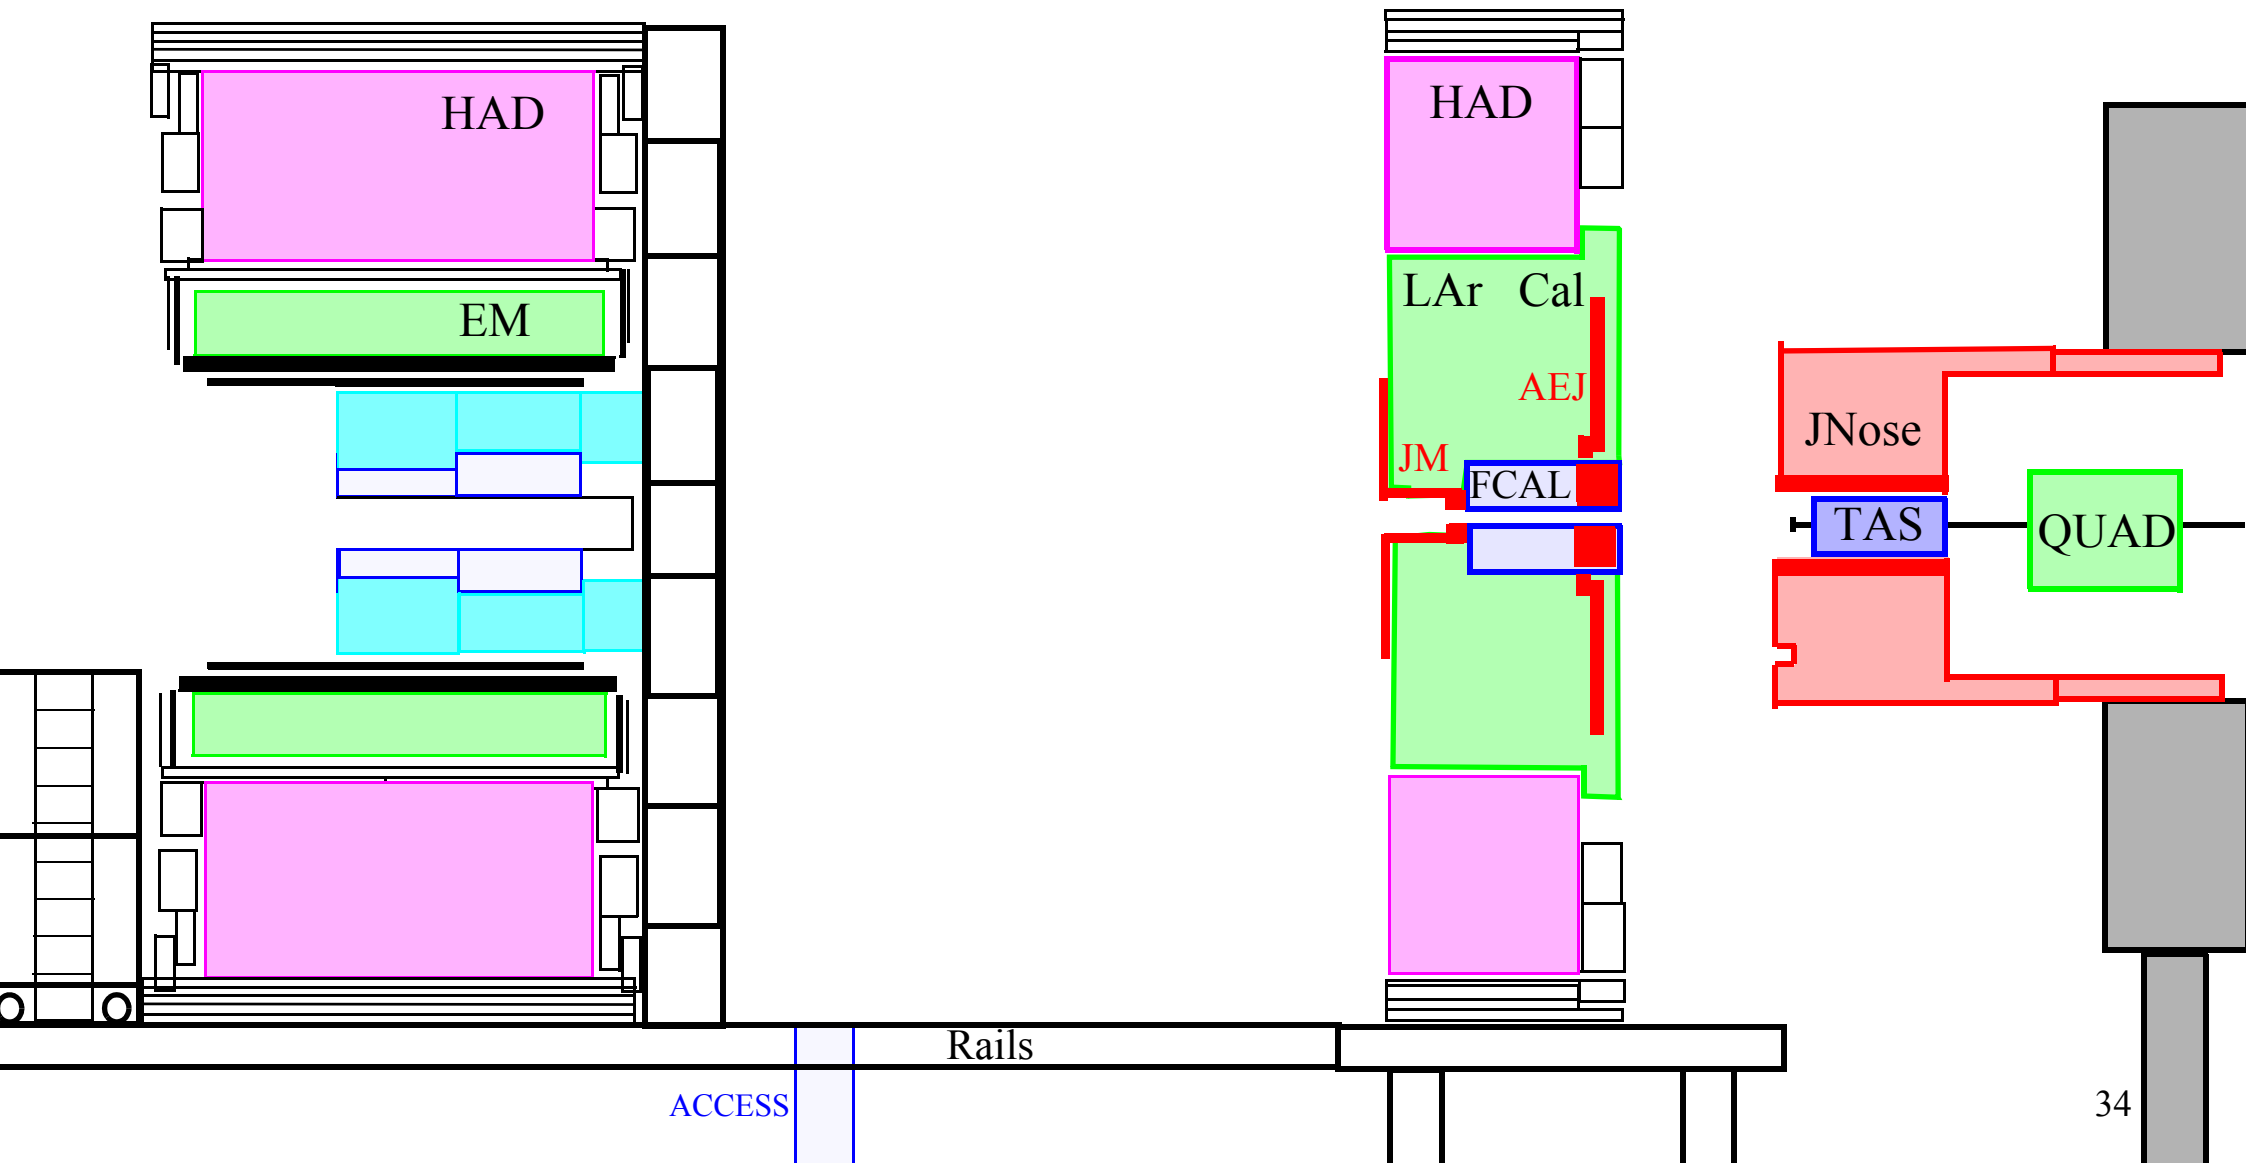 HAD
HAD
EM
LAr Cal
AEJ
JM
FCAL
JNose
TAS
QUAD
Rails
ACCESS
34